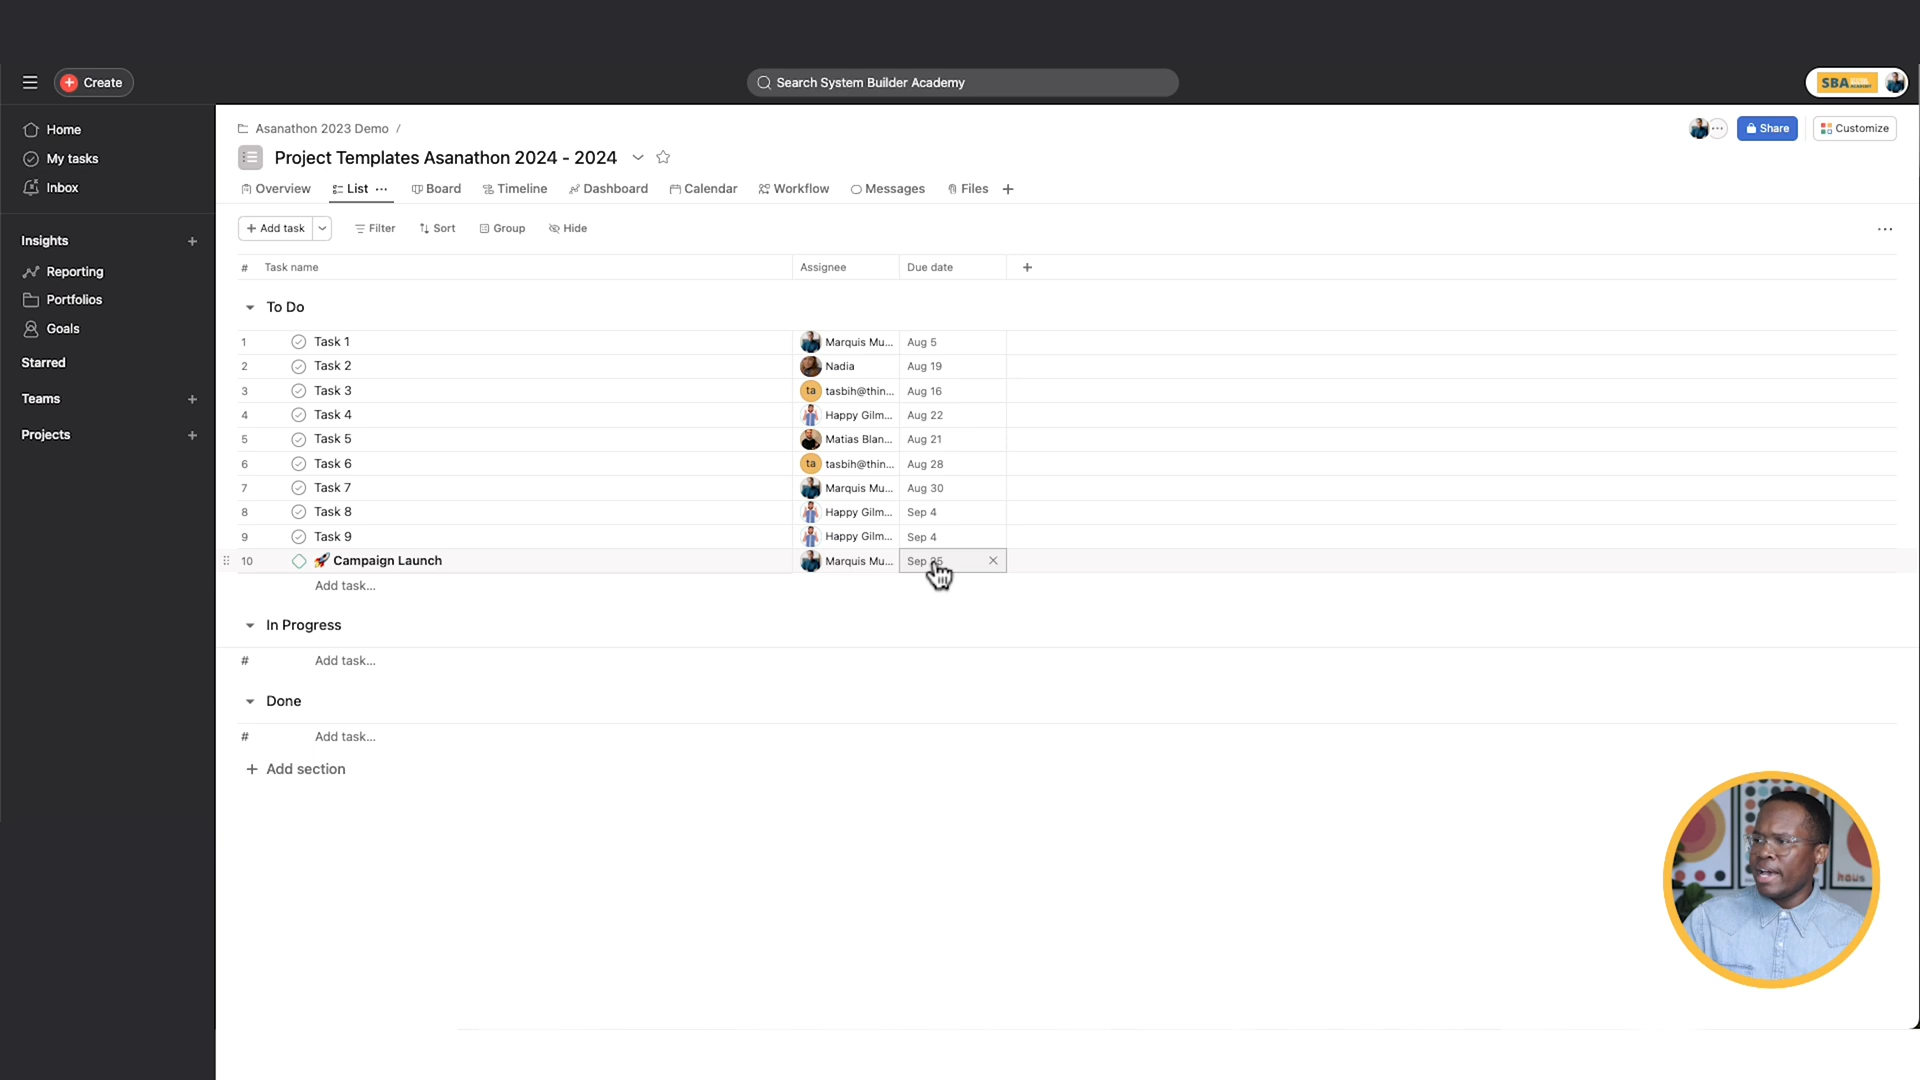 Create
Search System Builder Academy
SBA
Home
My tasks
Inbox
Insights
Reporting
Portfolios
Goals
Starred
Teams
Projects
Asanathon 2023 Demo /
Share
Customize
Project Templates Asanathon 2024 - 2024
Overview List Board Timeline Dashboard Calendar Workflow Messages Files
Add task Filter Sort Group Hide
# Task name Assignee Due date
To Do
1 Task 1 Marquis Mu... Aug 5
2 Task 2 Nadia Aug 19
3 Task 3 ta tasbih@thin... Aug 16
4 Task 4 Happy Gilm... Aug 22
5 Task 5 Matias Blan... Aug 21
6 Task 6 ta tasbih@thin... Aug 28
7 Task 7 Marquis Mu... Aug 30
8 Task 8 Happy Gilm... Sep 4
9 Task 9 Happy Gilm... Sep 4
10 🚀 Campaign Launch Marquis Mu... Sep 25
Add task...
In Progress
# Add task...
Done
# Add task...
Add section
haus